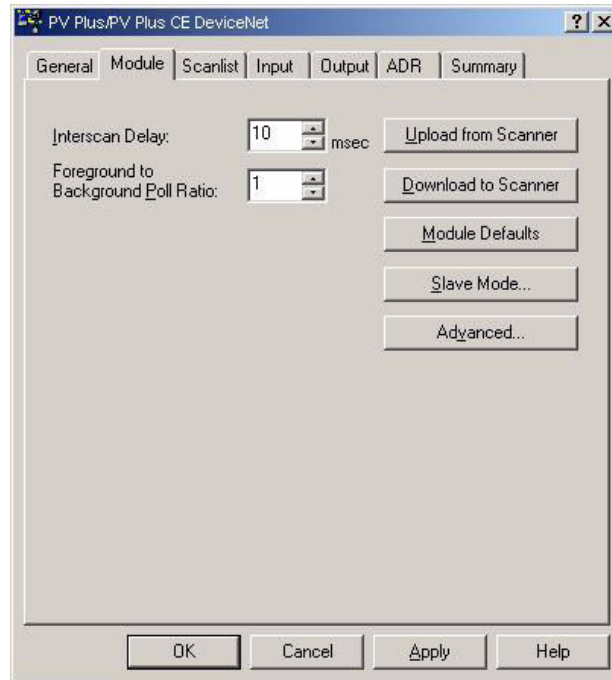 PV Plus/PV Plus CE DeviceNet
General Module Scanlist Input Output ADR Summary
Interscan Delay: 10 msec Upload from Scanner
Foreground to
Background Poll Ratio: 1 Download to Scanner
Module Defaults
Slave Mode...
Advanced...
OK Cancel Apply Help